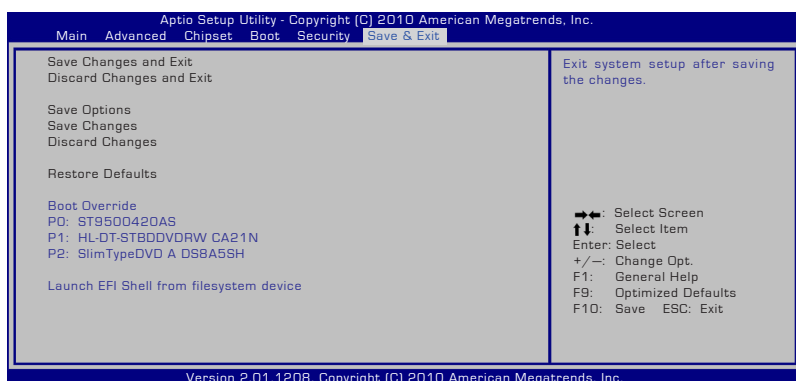 Aptio Setup Utility - Copyright (C) 2010 American Megatrends, Inc.
Main Advanced Chipset Boot Security Save & Exit
Save Changes and Exit
Discard Changes and Exit
Save Options
Save Changes
Discard Changes
Restore Defaults
Boot Override
P0: ST9500420AS
P1: HL-DT-STBDDVDRW CA21N
P2: SlimTypeDVD A DS8A5SH
Launch EFI Shell from filesystem device
Exit system setup after saving
the changes.
→←: Select Screen
↑↓: Select Item
Enter: Select
+/—: Change Opt.
F1: General Help
F9: Optimized Defaults
F10: Save ESC: Exit
Version 2.01.1208. Copyright (C) 2010 American Megatrends, Inc.